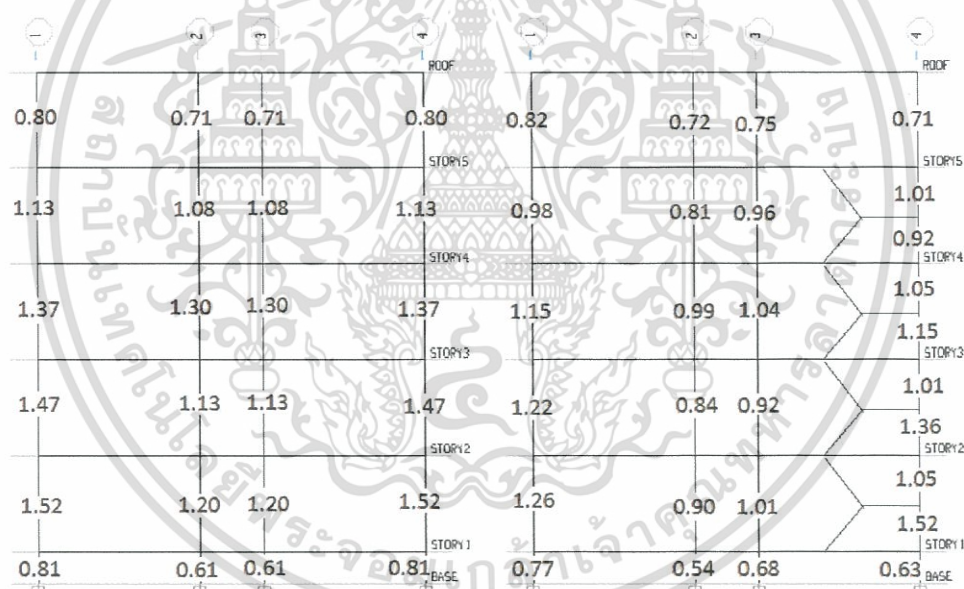 1 2 3 4 1 2 3 4
ROOF ROOF
0.80 0.71 0.71 0.80 0.82 0.72 0.75 0.71
STORY5 STORY5
1.13 1.08 1.08 1.13 0.98 0.81 0.96 1.01
0.92
STORY4 STORY4
1.37 1.30 1.30 1.37 1.15 0.99 1.04 1.05
1.15
STORY3 STORY3
1.47 1.13 1.13 1.47 1.22 0.84 0.92 1.01
1.36
STORY2 STORY2
1.52 1.20 1.20 1.52 1.26 0.90 1.01 1.05
1.52
STORY1 STORY1
0.81 0.61 0.61 0.81 BASE 0.77 0.54 0.68 0.63 BASE